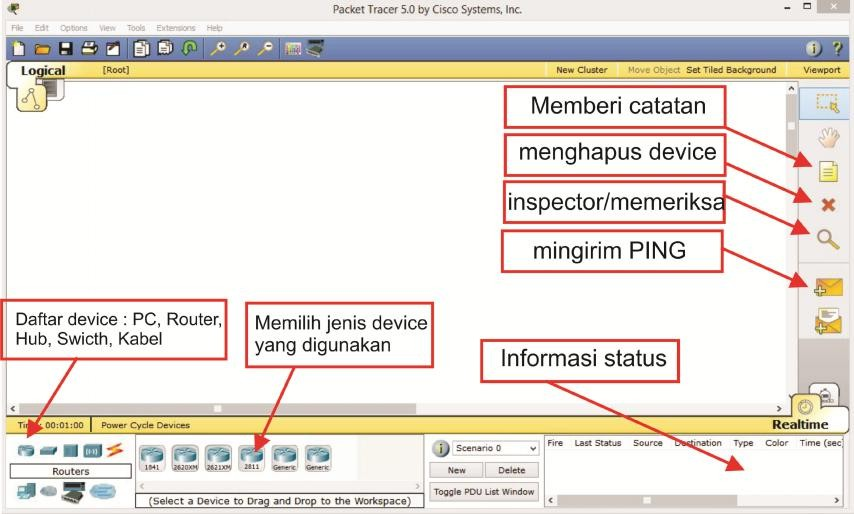 Packet Tracer 5.0 by Cisco Systems, Inc.
File Edit Options View Tools Extensions Help
Logical [Root] New Cluster Move Object Set Tiled Background Viewport
Memberi catatan
menghapus device
inspector/memeriksa
mingirim PING
Daftar device : PC, Router,
Hub, Swicth, Kabel
Memilih jenis device
yang digunakan
Informasi status
Realtime
00:01:00 Power Cycle Devices
Fire Last Status Source Destination Type Color Time (sec)
Scenario 0
1841 2620XM 2621XM 2811 Generic Generic
Routers
New Delete
Toggle PDU List Window
(Select a Device to Drag and Drop to the Workspace)